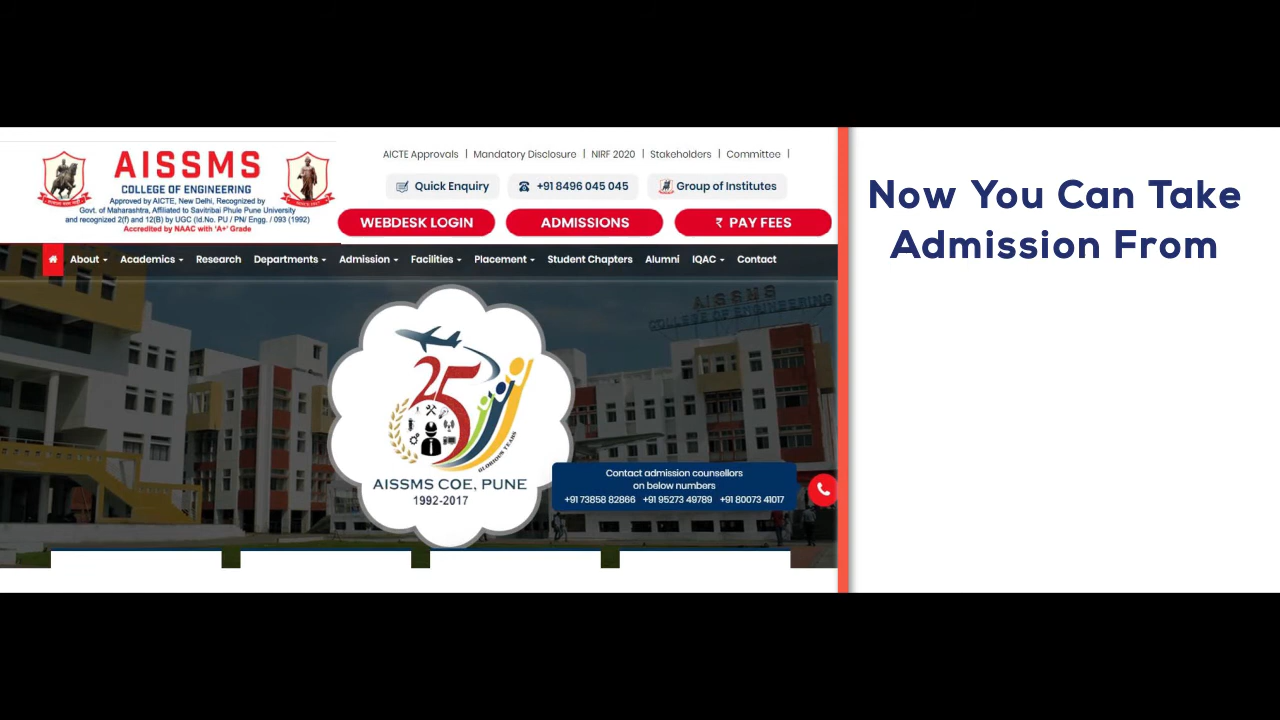 AISSMS
COLLEGE OF ENGINEERING
Approved by AICTE, New Delhi, Recognized by
Govt. of Maharashtra, Affiliated to Savitribai Phule Pune University
and recognized 2(f) and 12(B) by UGC (Id.No. PU / PN/ Engg. / 093 (1992)
Accredited by NAAC with 'A+' Grade
AICTE Approvals | Mandatory Disclosure | NIRF 2020 | Stakeholders | Committee |
Quick Enquiry +91 8496 045 045 Group of Institutes
WEBDESK LOGIN ADMISSIONS ₹ PAY FEES
About Academics Research Departments Admission Facilities Placement Student Chapters Alumni IQAC Contact
AISSMS
COLLEGE OF ENGINEERING
25
GLORIOUS YEARS
AISSMS COE, PUNE
1992-2017
Contact admission counsellors
on below numbers
+91 73858 82866 +91 95273 49789 +91 80073 41017
Now You Can Take
Admission From